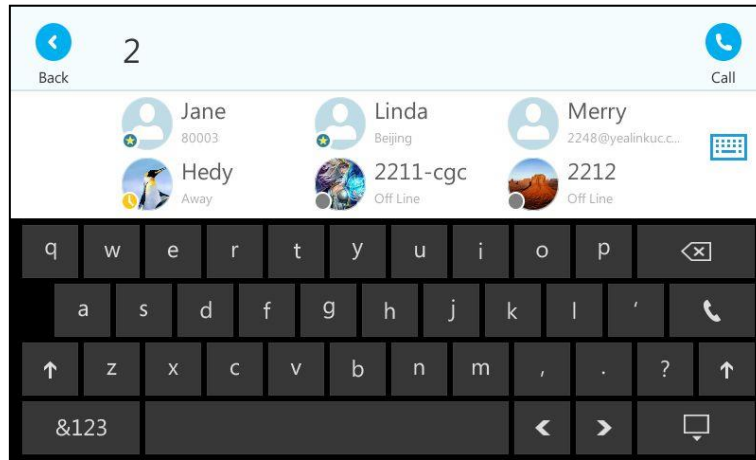 2
Back
Call
Jane
80003
Linda
Beijing
Merry
2248@yealinkuc.c...
Hedy
Away
2211-cgc
Off Line
2212
Off Line
q w e r t y u i o p
a s d f g h j k l '
z x c v b n m , . ?
&123